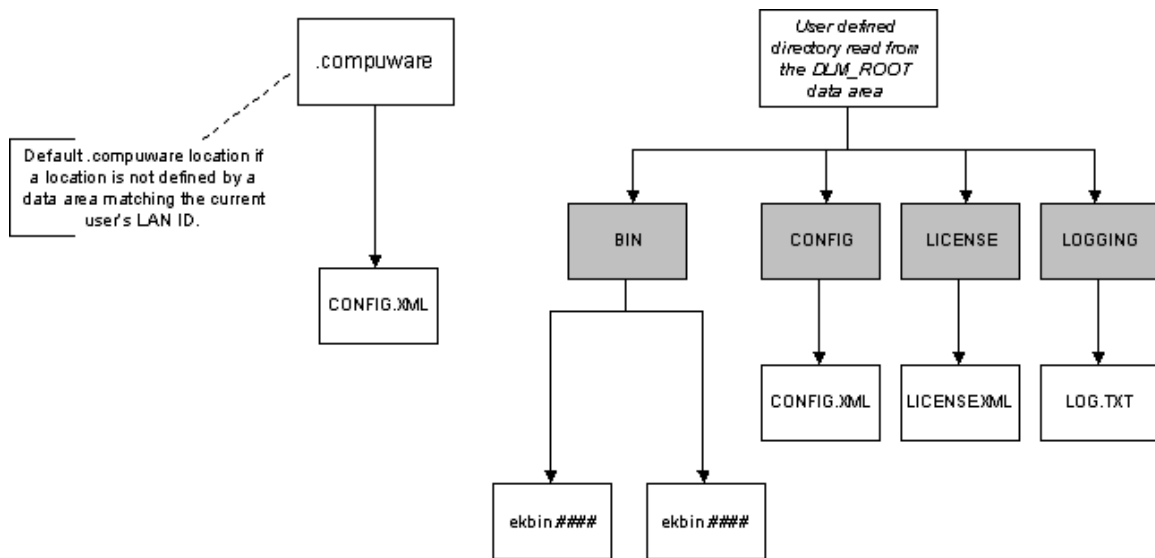 .compuware
Default .compuware location if
a location is not defined by a
data area matching the current
user's LAN ID.
CONFIG.XML
User defined
directory read from
the DLM_ROOT
data area
BIN
CONFIG
LICENSE
LOGGING
CONFIG.XML
LICENSE.XML
LOG.TXT
ekbin.####
ekbin.####